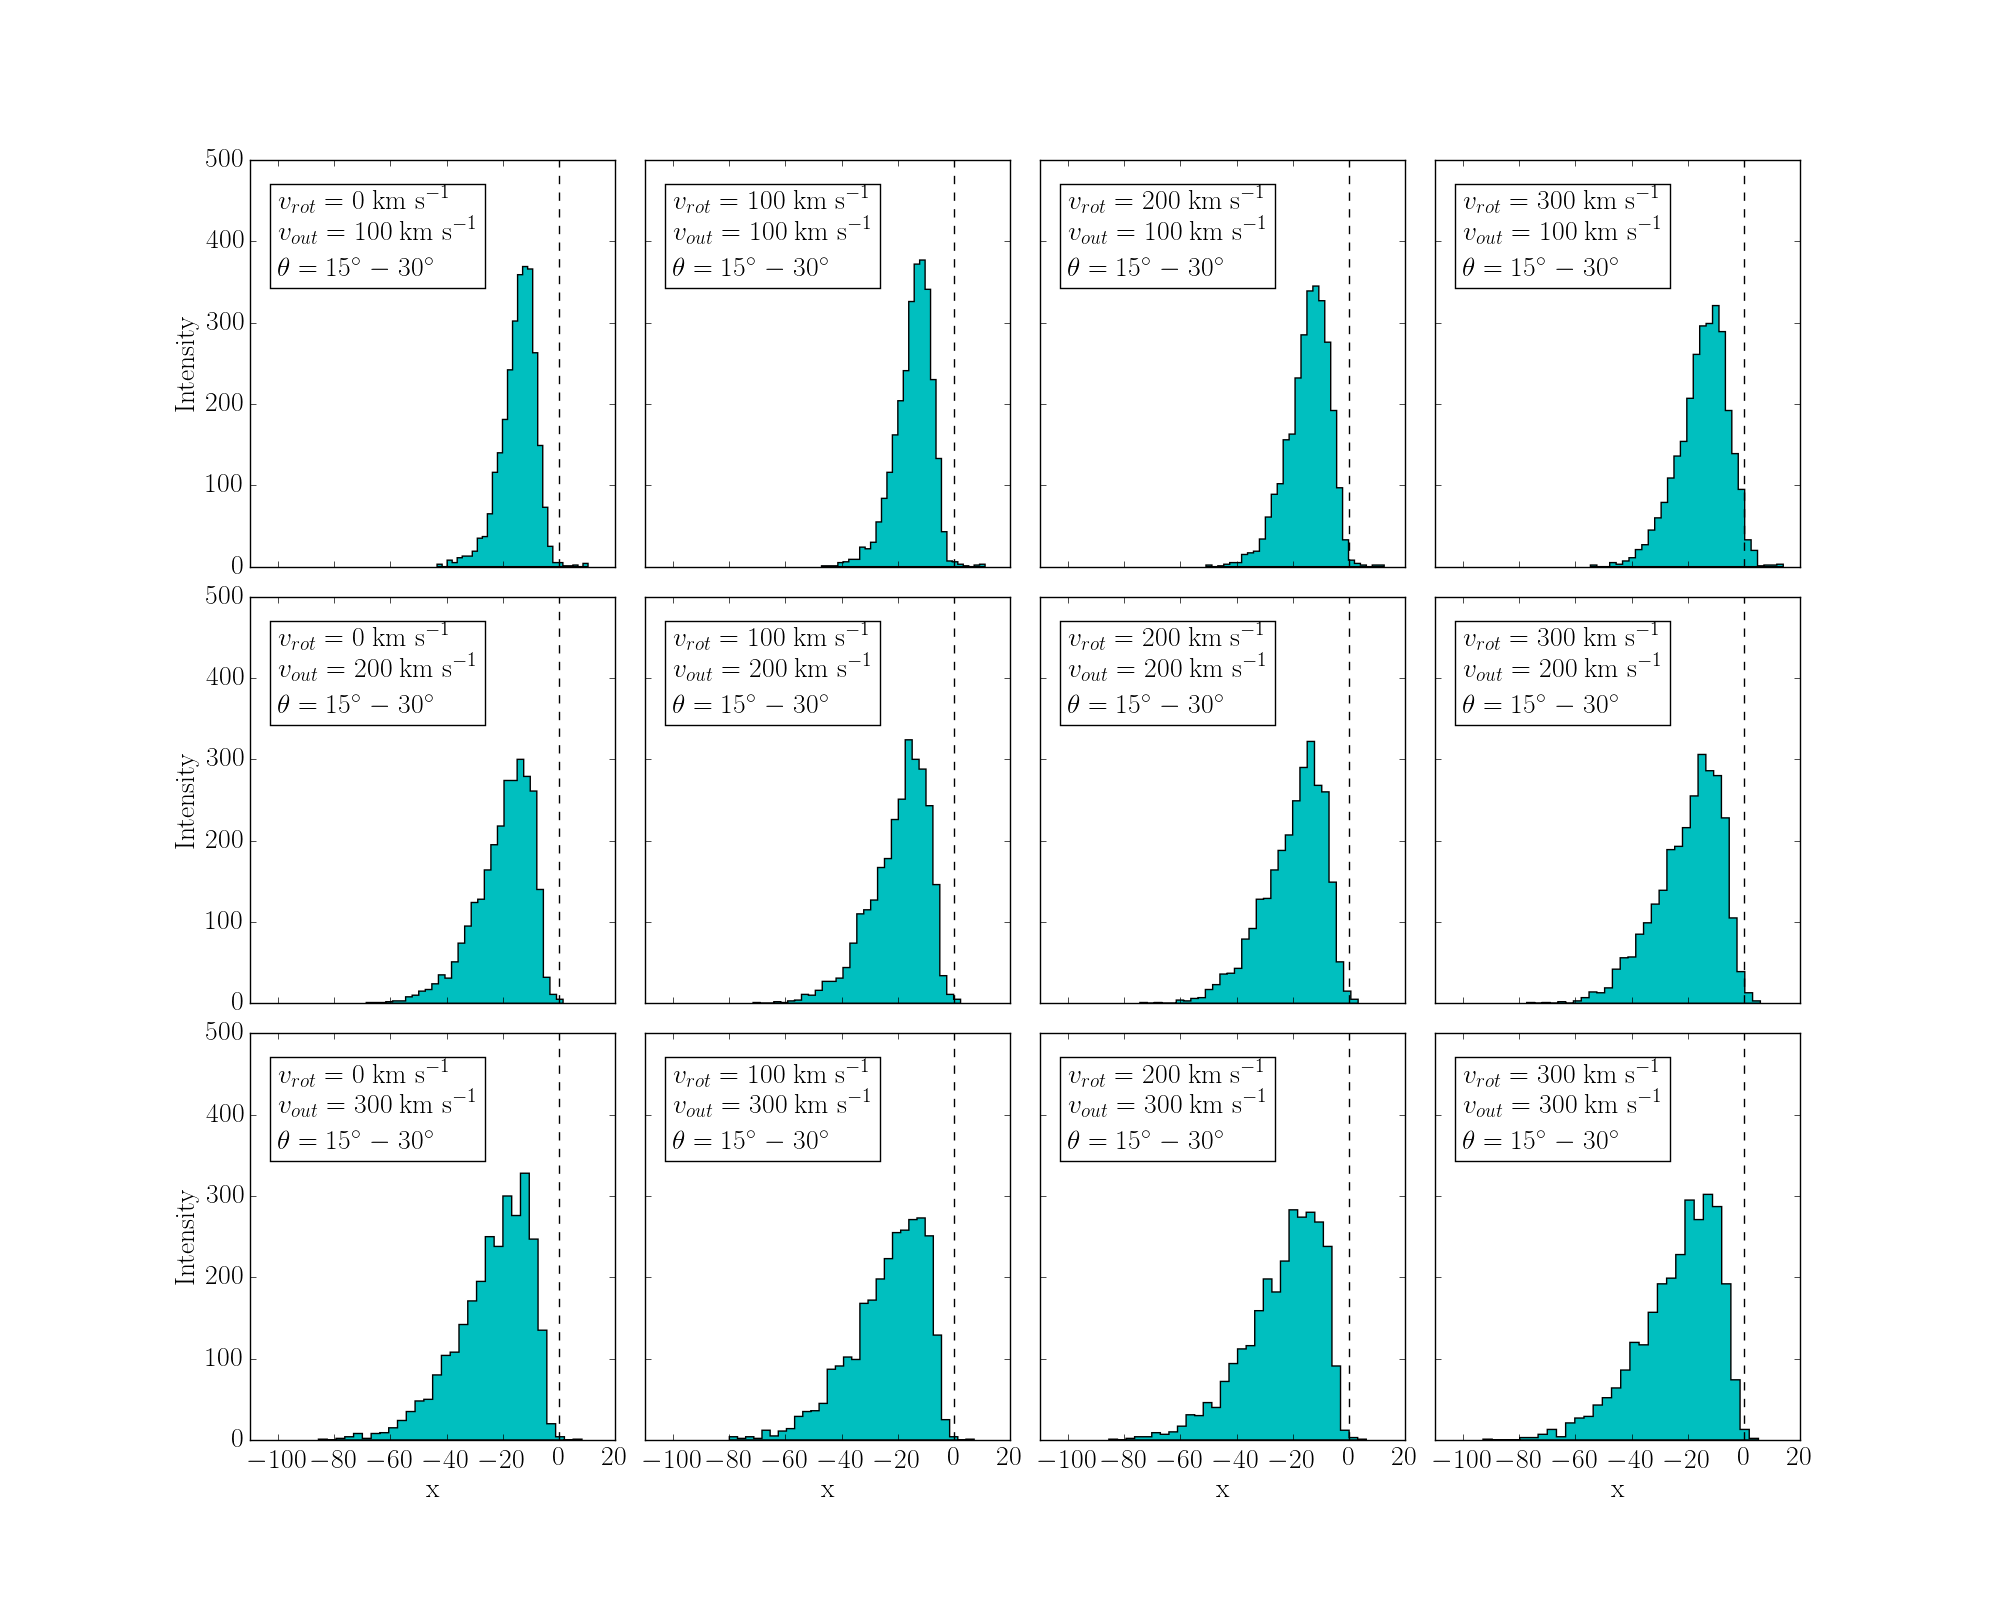 500
400
300
200
100
0
Intensity
v_rot = 0 km s⁻¹
v_out = 100 km s⁻¹
θ = 15° − 30°
v_rot = 100 km s⁻¹
v_out = 100 km s⁻¹
θ = 15° − 30°
v_rot = 200 km s⁻¹
v_out = 100 km s⁻¹
θ = 15° − 30°
v_rot = 300 km s⁻¹
v_out = 100 km s⁻¹
θ = 15° − 30°
500
400
300
200
100
0
Intensity
v_rot = 0 km s⁻¹
v_out = 200 km s⁻¹
θ = 15° − 30°
v_rot = 100 km s⁻¹
v_out = 200 km s⁻¹
θ = 15° − 30°
v_rot = 200 km s⁻¹
v_out = 200 km s⁻¹
θ = 15° − 30°
v_rot = 300 km s⁻¹
v_out = 200 km s⁻¹
θ = 15° − 30°
500
400
300
200
100
0
Intensity
v_rot = 0 km s⁻¹
v_out = 300 km s⁻¹
θ = 15° − 30°
v_rot = 100 km s⁻¹
v_out = 300 km s⁻¹
θ = 15° − 30°
v_rot = 200 km s⁻¹
v_out = 300 km s⁻¹
θ = 15° − 30°
v_rot = 300 km s⁻¹
v_out = 300 km s⁻¹
θ = 15° − 30°
−100 −80 −60 −40 −20 0 20
x
−100 −80 −60 −40 −20 0 20
x
−100 −80 −60 −40 −20 0 20
x
−100 −80 −60 −40 −20 0 20
x